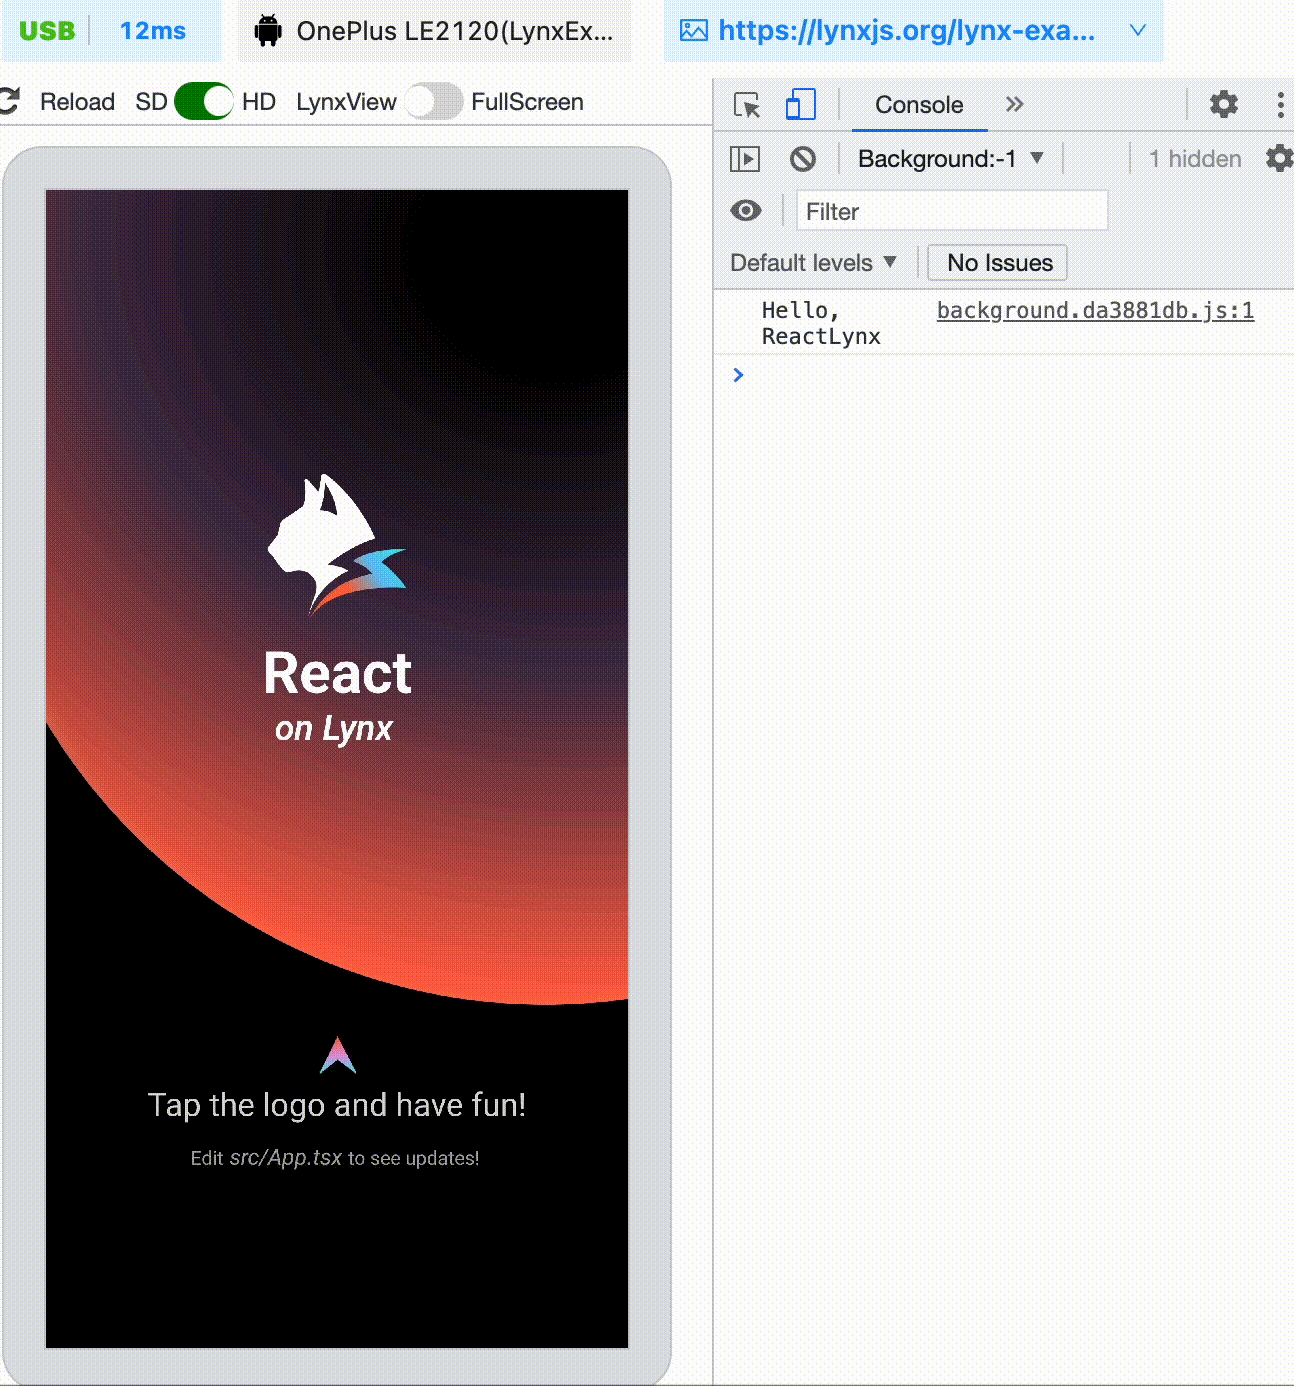 USB 12ms OnePlus LE2120(LynxEx... https://lynxjs.org/lynx-exa...
Reload SD HD LynxView FullScreen
Console
Background:-1 1 hidden
Filter
Default levels No Issues
Hello, background.da3881db.js:1
ReactLynx
React
on Lynx
Tap the logo and have fun!
Edit src/App.tsx to see updates!